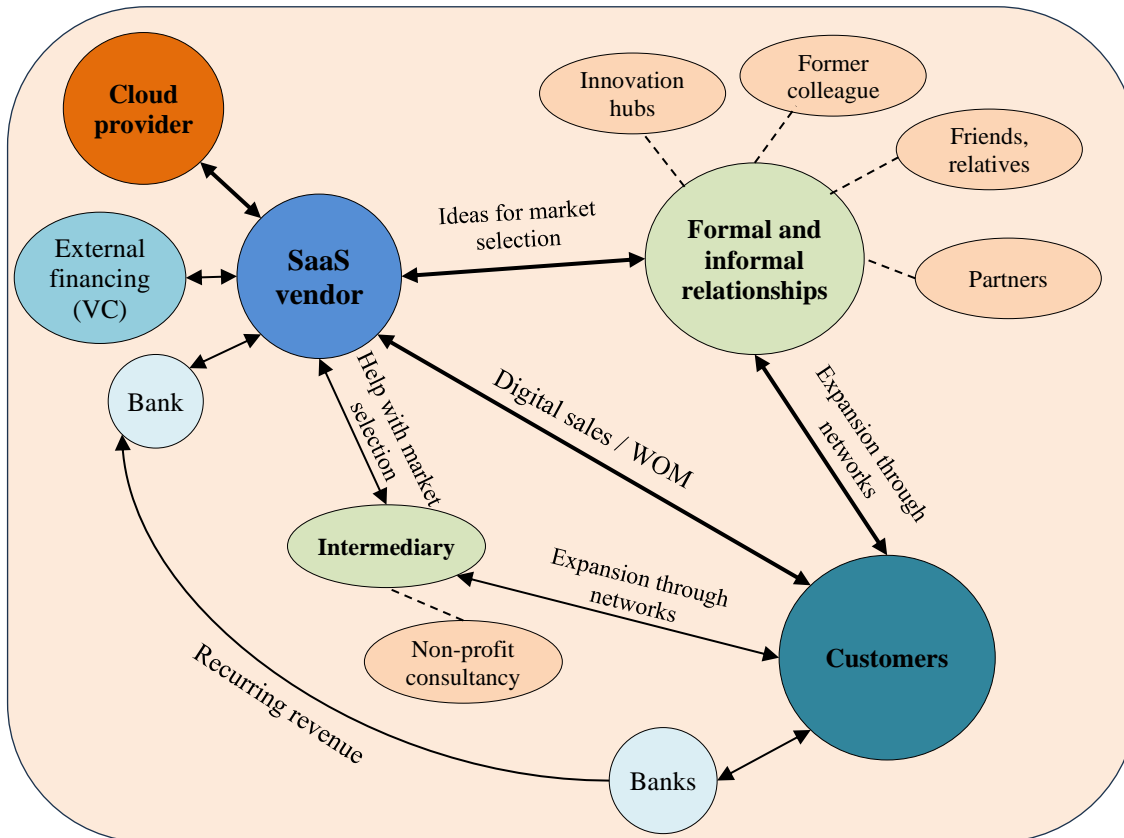 Cloud
provider
Innovation
hubs
Former
colleague
Friends,
relatives
Partners
External
financing
(VC)
SaaS
vendor
Ideas for market
selection
Formal and
informal
relationships
Bank
Help with market
selection
Digital sales / WOM
Expansion through
networks
Intermediary
Expansion through
networks
Non-profit
consultancy
Customers
Recurring revenue
Banks